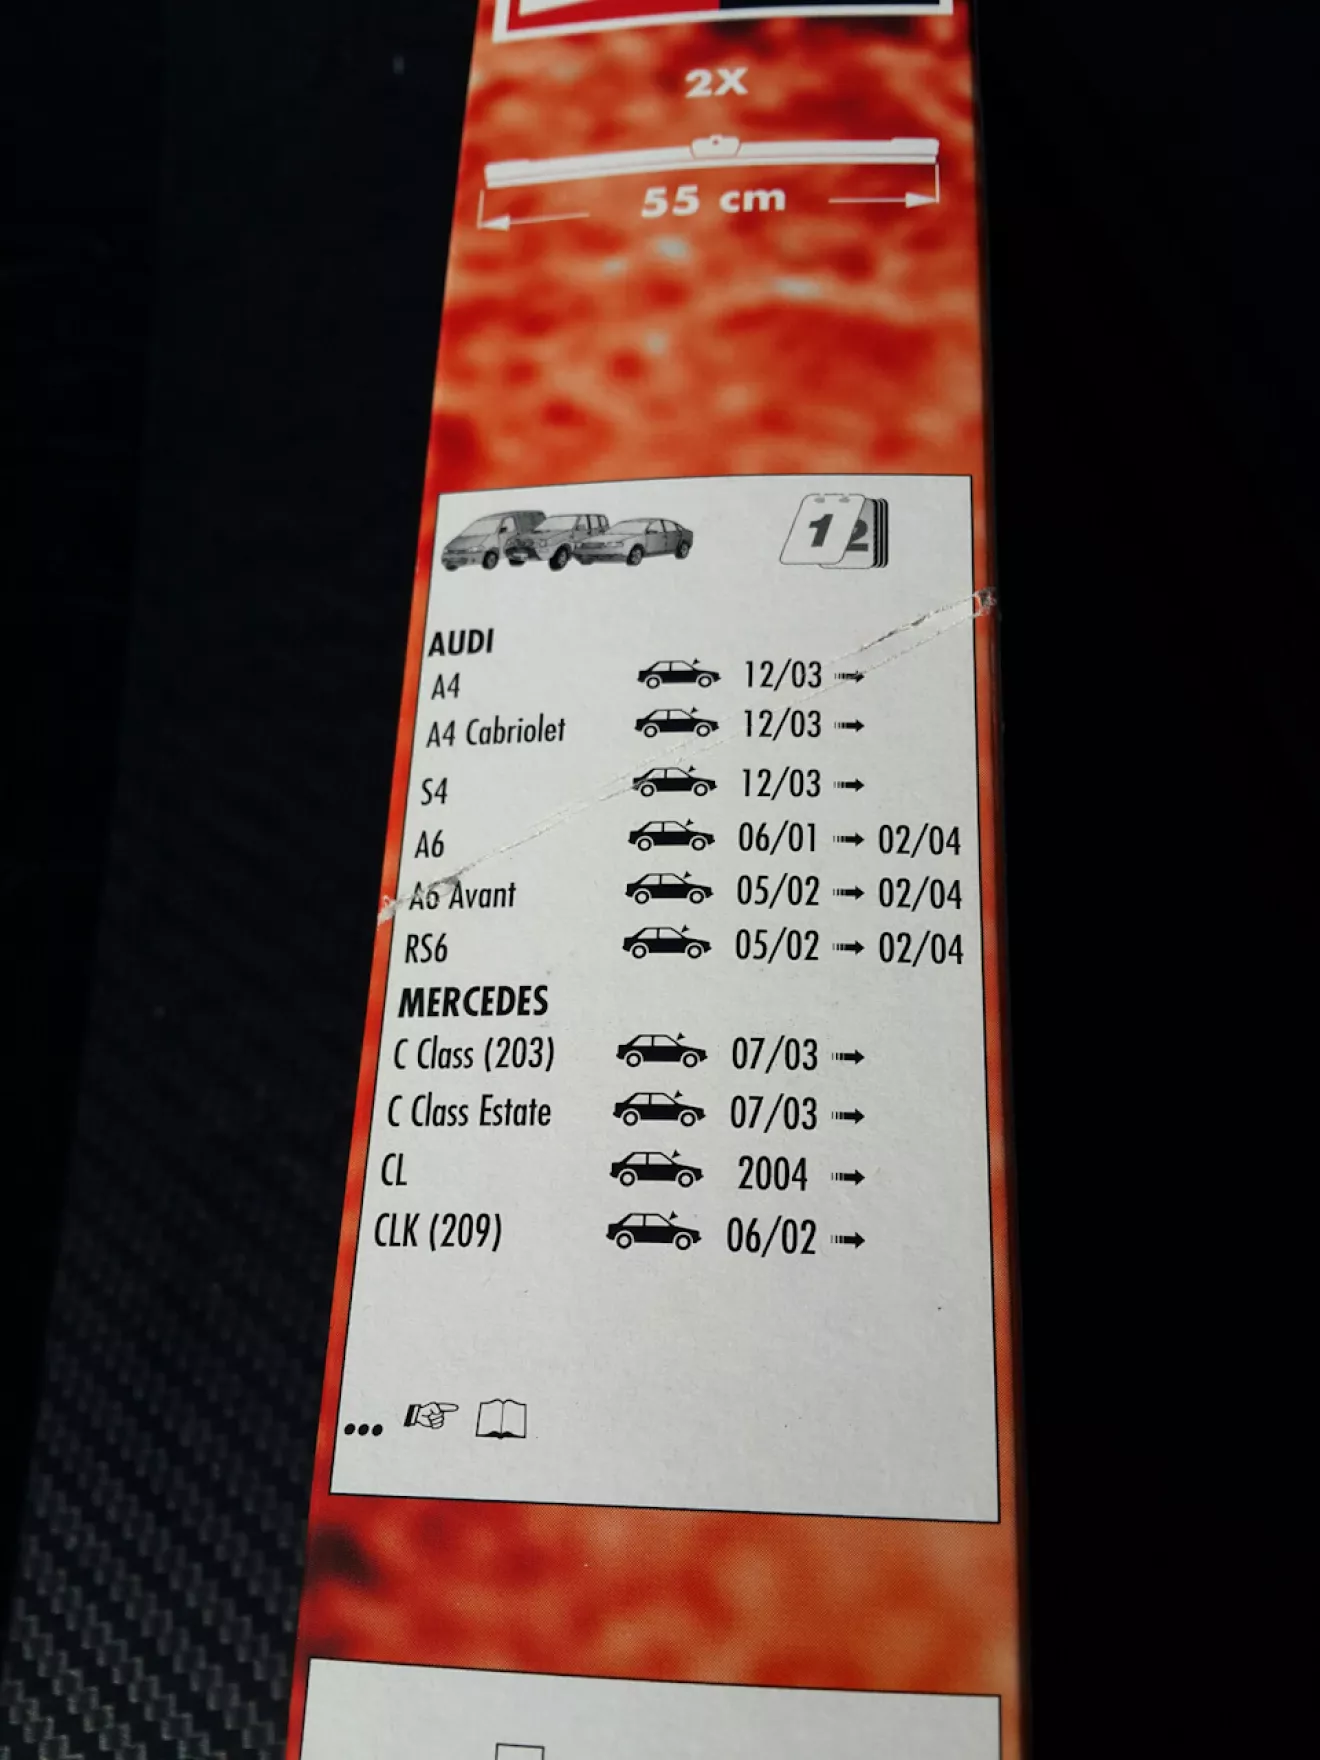 2X
55 cm
12
AUDI
A4 12/03
A4 Cabriolet 12/03
S4 12/03
A6 06/01 02/04
A6 Avant 05/02 02/04
RS6 05/02 02/04
MERCEDES
C Class (203) 07/03
C Class Estate 07/03
CL 2004
CLK (209) 06/02
...